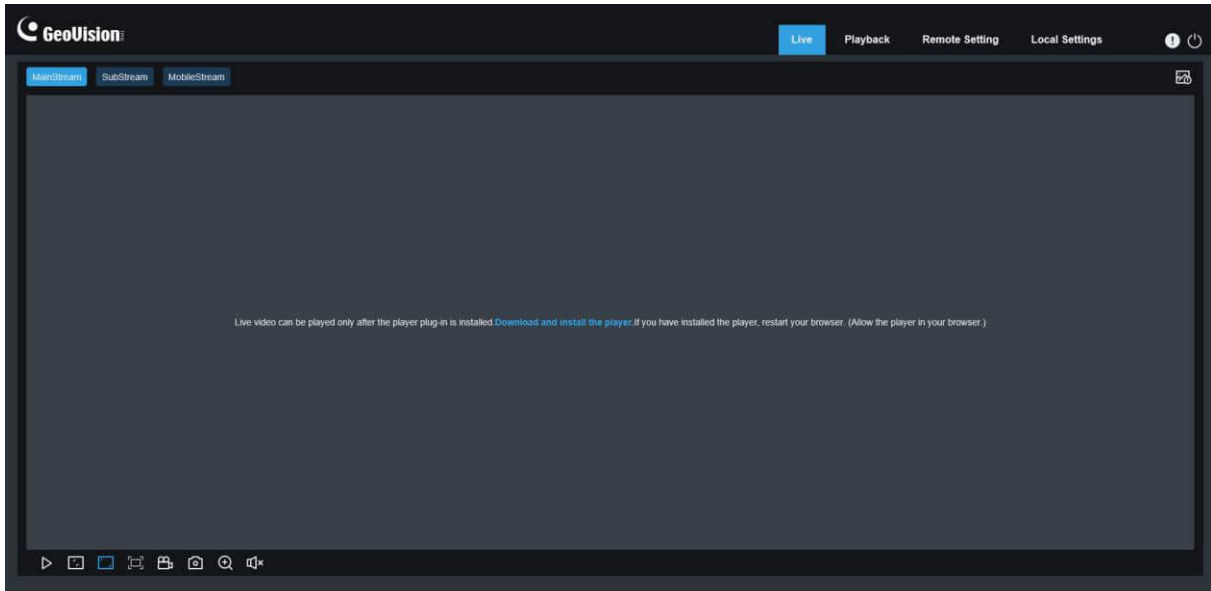 GeoVision
Live Playback Remote Setting Local Settings
MainStream SubStream MobileStream
Live video can be played only after the player plug-in is installed.Download and install the player.If you have installed the player, restart your browser. (Allow the player in your browser.)